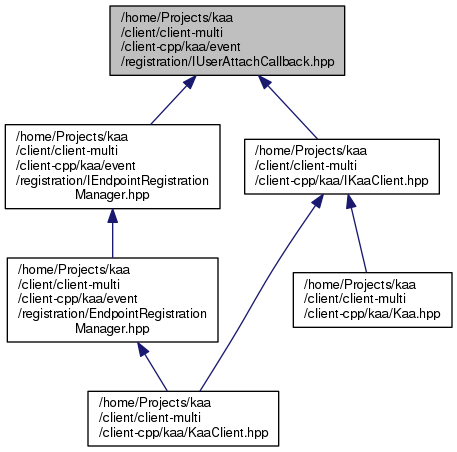 /home/Projects/kaa
/client/client-multi
/client-cpp/kaa/event
/registration/IUserAttachCallback.hpp
/home/Projects/kaa
/client/client-multi
/client-cpp/kaa/event
/registration/IEndpointRegistration
Manager.hpp
/home/Projects/kaa
/client/client-multi
/client-cpp/kaa/IKaaClient.hpp
/home/Projects/kaa
/client/client-multi
/client-cpp/kaa/event
/registration/EndpointRegistration
Manager.hpp
/home/Projects/kaa
/client/client-multi
/client-cpp/kaa/Kaa.hpp
/home/Projects/kaa
/client/client-multi
/client-cpp/kaa/KaaClient.hpp